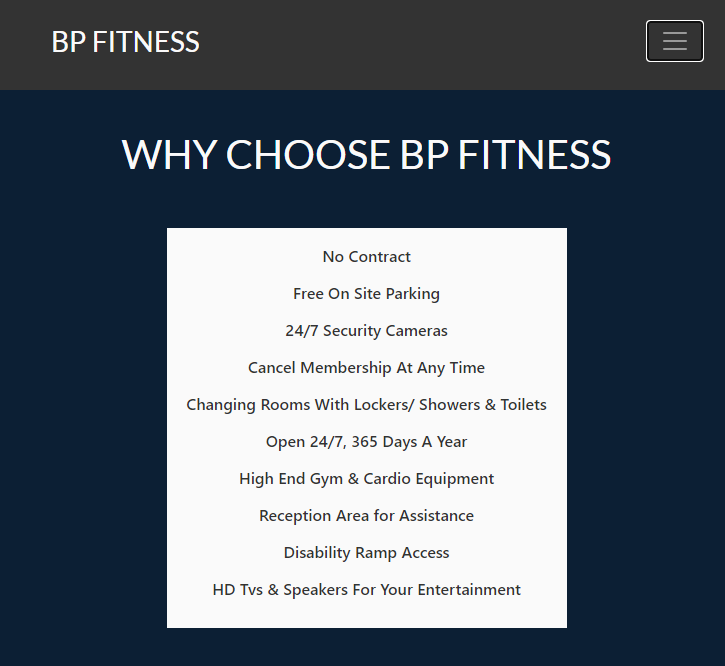 BP FITNESS
WHY CHOOSE BP FITNESS
No Contract
Free On Site Parking
24/7 Security Cameras
Cancel Membership At Any Time
Changing Rooms With Lockers/ Showers & Toilets
Open 24/7, 365 Days A Year
High End Gym & Cardio Equipment
Reception Area for Assistance
Disability Ramp Access
HD Tvs & Speakers For Your Entertainment